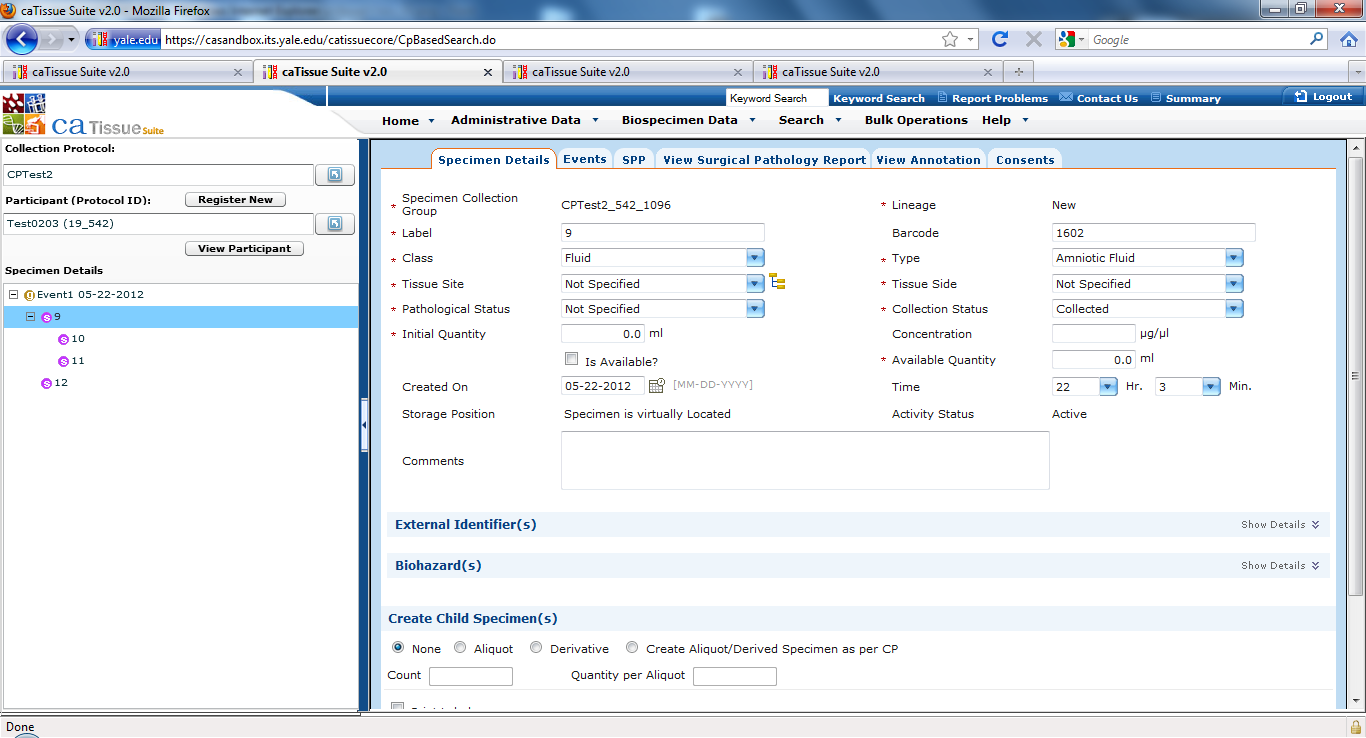 caTissue Suite v2.0 - Mozilla Firefox
yale.edu https://casandbox.its.yale.edu/catissuecore/CpBasedSearch.do
Google
caTissue Suite v2.0
caTissue Suite v2.0
caTissue Suite v2.0
caTissue Suite v2.0
Keyword Search Keyword Search Report Problems Contact Us Summary Logout
ca Tissue Suite
Home Administrative Data Biospecimen Data Search Bulk Operations Help
Collection Protocol:
CPTest2
Participant (Protocol ID): Register New
Test0203 (19_542)
View Participant
Specimen Details
Event1 05-22-2012
S 9
S 10
S 11
S 12
Specimen Details Events SPP View Surgical Pathology Report View Annotation Consents
* Specimen Collection Group CPTest2_542_1096 * Lineage New
* Label 9 Barcode 1602
* Class Fluid * Type Amniotic Fluid
* Tissue Site Not Specified * Tissue Side Not Specified
* Pathological Status Not Specified * Collection Status Collected
* Initial Quantity 0.0 ml Concentration µg/µl
Is Available? * Available Quantity 0.0 ml
Created On 05-22-2012 [MM-DD-YYYY] Time 22 Hr. 3 Min.
Storage Position Specimen is virtually Located Activity Status Active
Comments
External Identifier(s) Show Details
Biohazard(s) Show Details
Create Child Specimen(s)
None Aliquot Derivative Create Aliquot/Derived Specimen as per CP
Count Quantity per Aliquot
Done